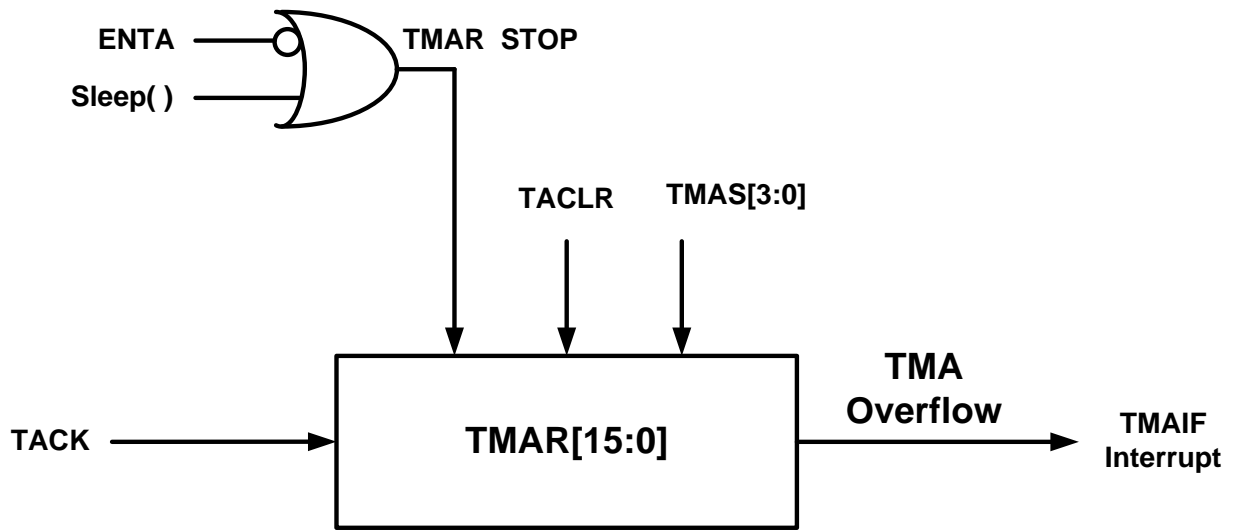 ENTA
TMAR STOP
Sleep( )
TACLR
TMAS[3:0]
TMA
Overflow
TACK
TMAR[15:0]
TMAIF
Interrupt